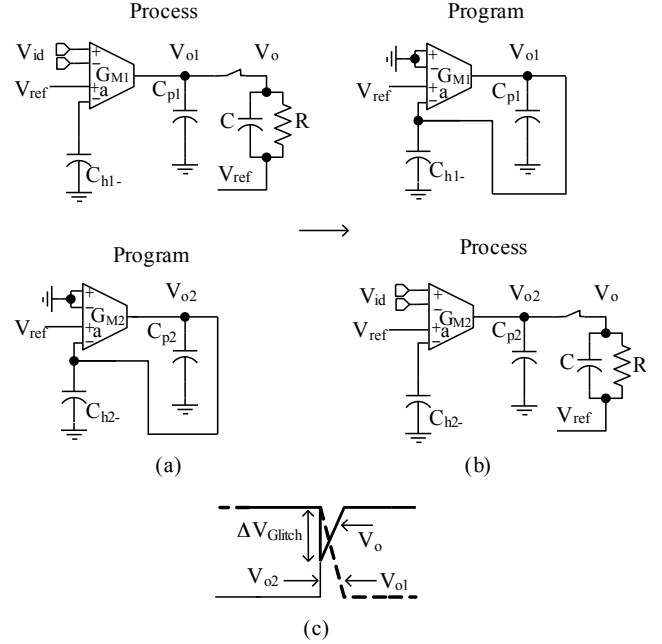 Process
V_id
+
−
G_M1
V_ref
+
a
−
C_h1-
V_o1
C_p1
V_o
C
R
V_ref
Program
+
−
G_M1
V_ref
+
a
−
C_h1-
V_o1
C_p1
Program
+
−
G_M2
V_ref
+
a
−
C_h2-
V_o2
C_p2
(a)
Process
V_id
+
−
G_M2
V_ref
+
a
−
C_h2-
V_o2
C_p2
V_o
C
R
V_ref
(b)
ΔV_Glitch
V_o
V_o2
V_o1
(c)